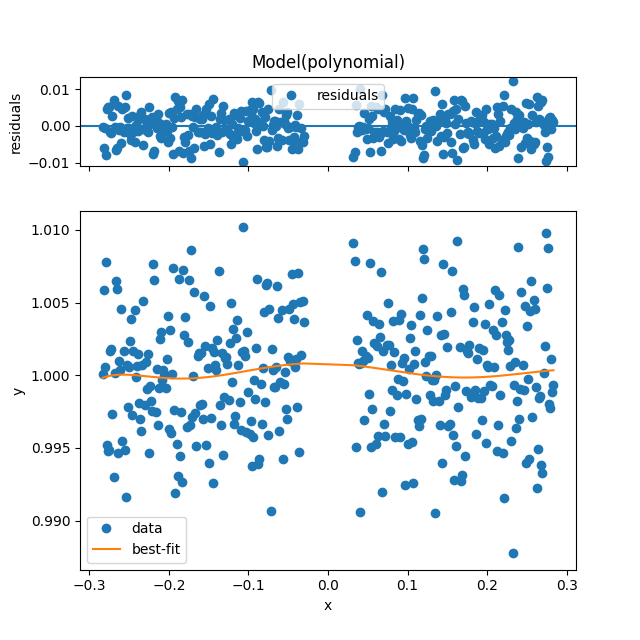 Model(polynomial)
residuals
0.01
0.00
−0.01
residuals
y
1.010
1.005
1.000
0.995
0.990
data
best-fit
−0.3 −0.2 −0.1 0.0 0.1 0.2 0.3
x